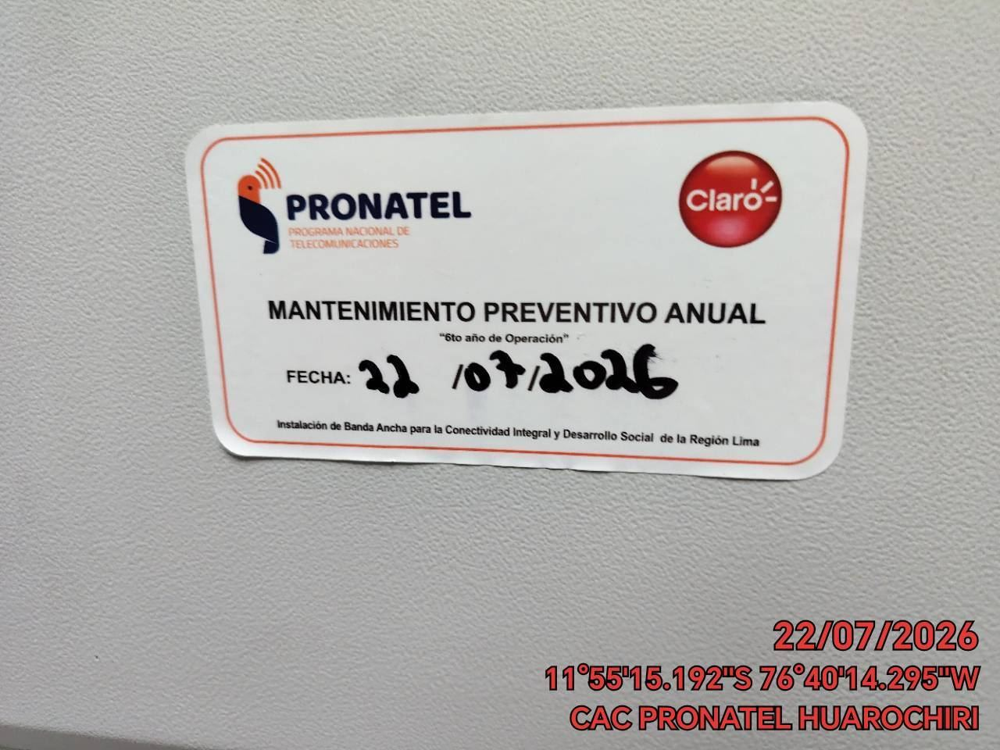 PRONATEL
PROGRAMA NACIONAL DE
TELECOMUNICACIONES
Claro
MANTENIMIENTO PREVENTIVO ANUAL
"6to año de Operación"
FECHA: 22 /07/2026
Instalación de Banda Ancha para la Conectividad Integral y Desarrollo Social de la Región Lima
22/07/2026
11°55'15.192"S 76°40'14.295"W
CAC PRONATEL HUAROCHIRI